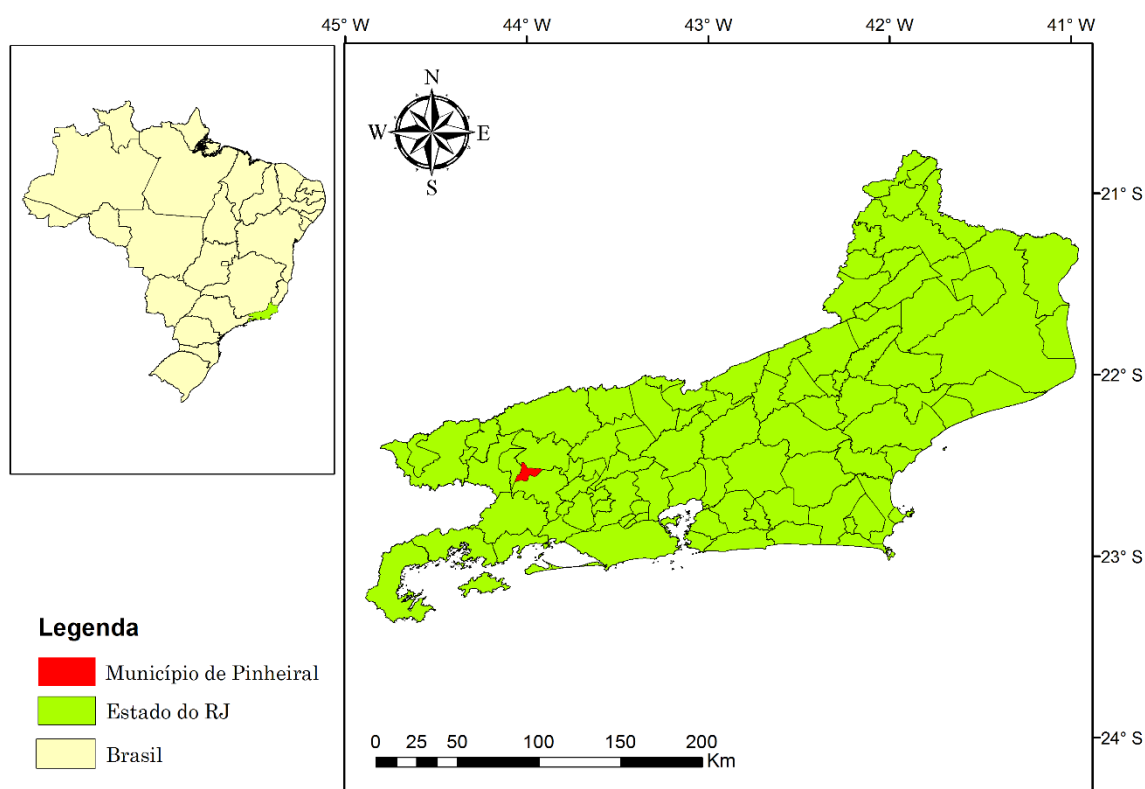 45° W 44° W 43° W 42° W 41° W
N
W E
S
21° S
22° S
23° S
24° S
Legenda
Município de Pinheiral
Estado do RJ
Brasil
0 25 50 100 150 200
Km